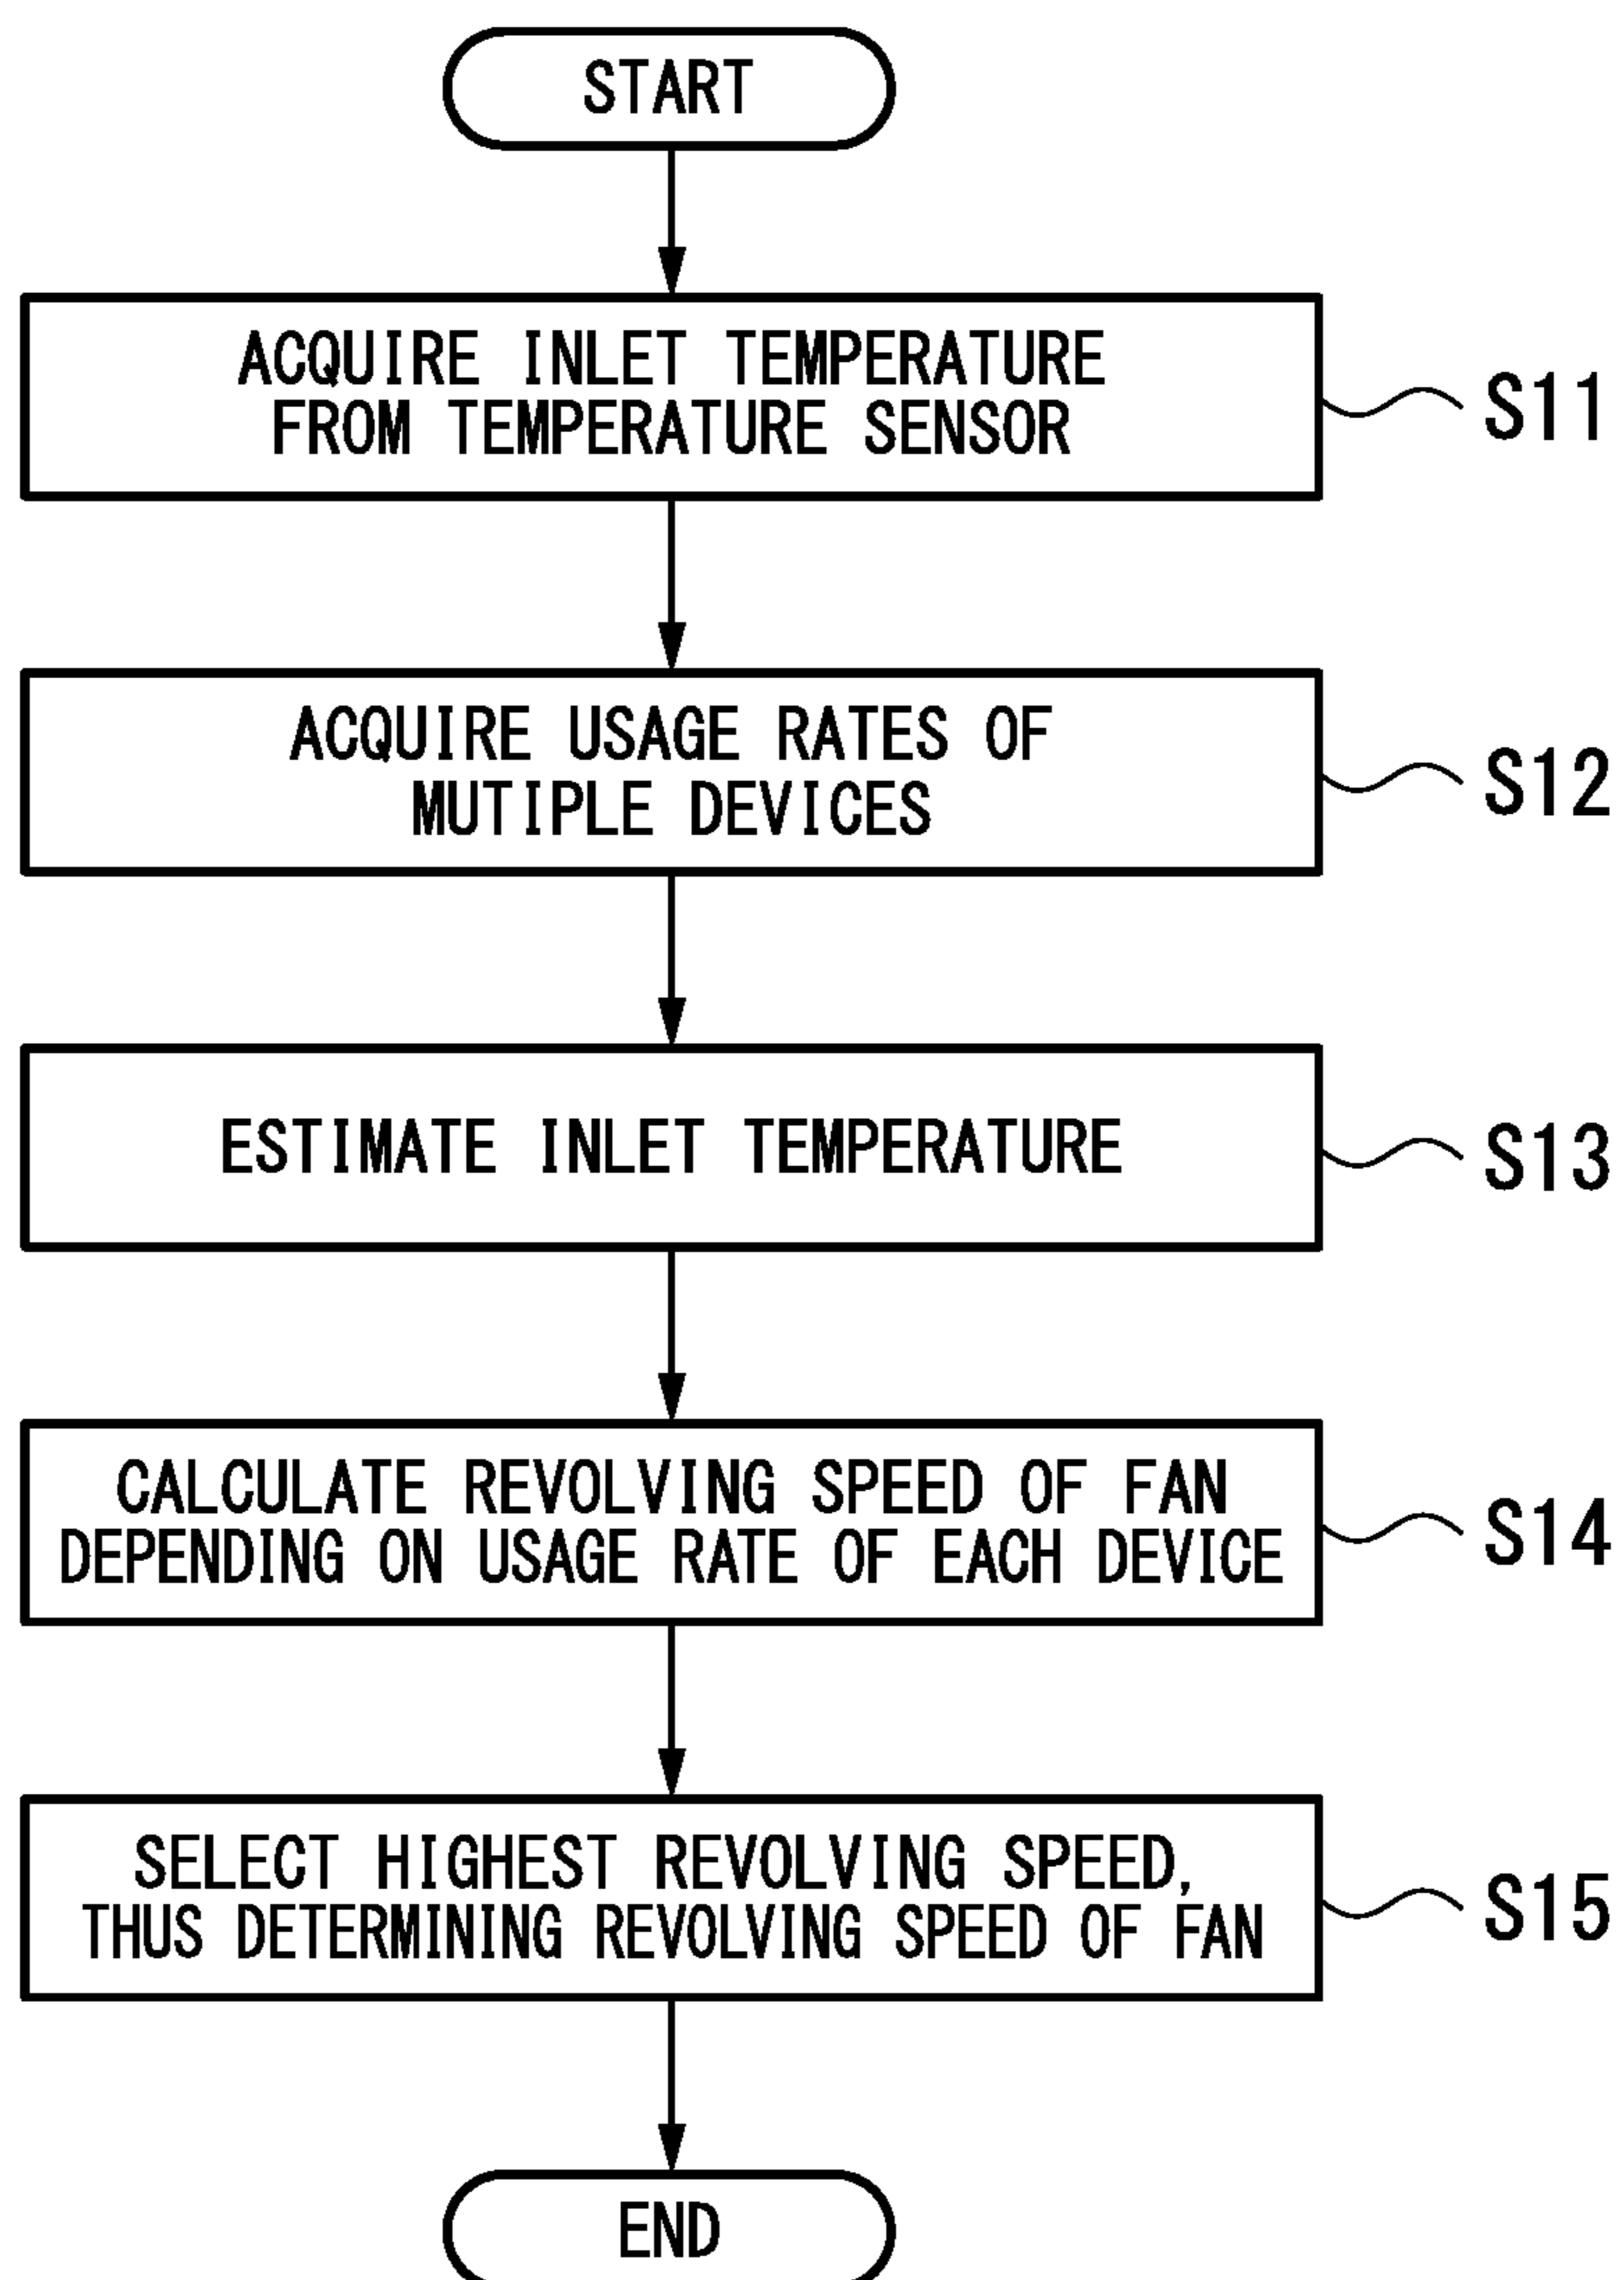 START
ACQUIRE INLET TEMPERATURE
FROM TEMPERATURE SENSOR
S11
ACQUIRE USAGE RATES OF
MUTIPLE DEVICES
S12
ESTIMATE INLET TEMPERATURE
S13
CALCULATE REVOLVING SPEED OF FAN
DEPENDING ON USAGE RATE OF EACH DEVICE
S14
SELECT HIGHEST REVOLVING SPEED,
THUS DETERMINING REVOLVING SPEED OF FAN
S15
END